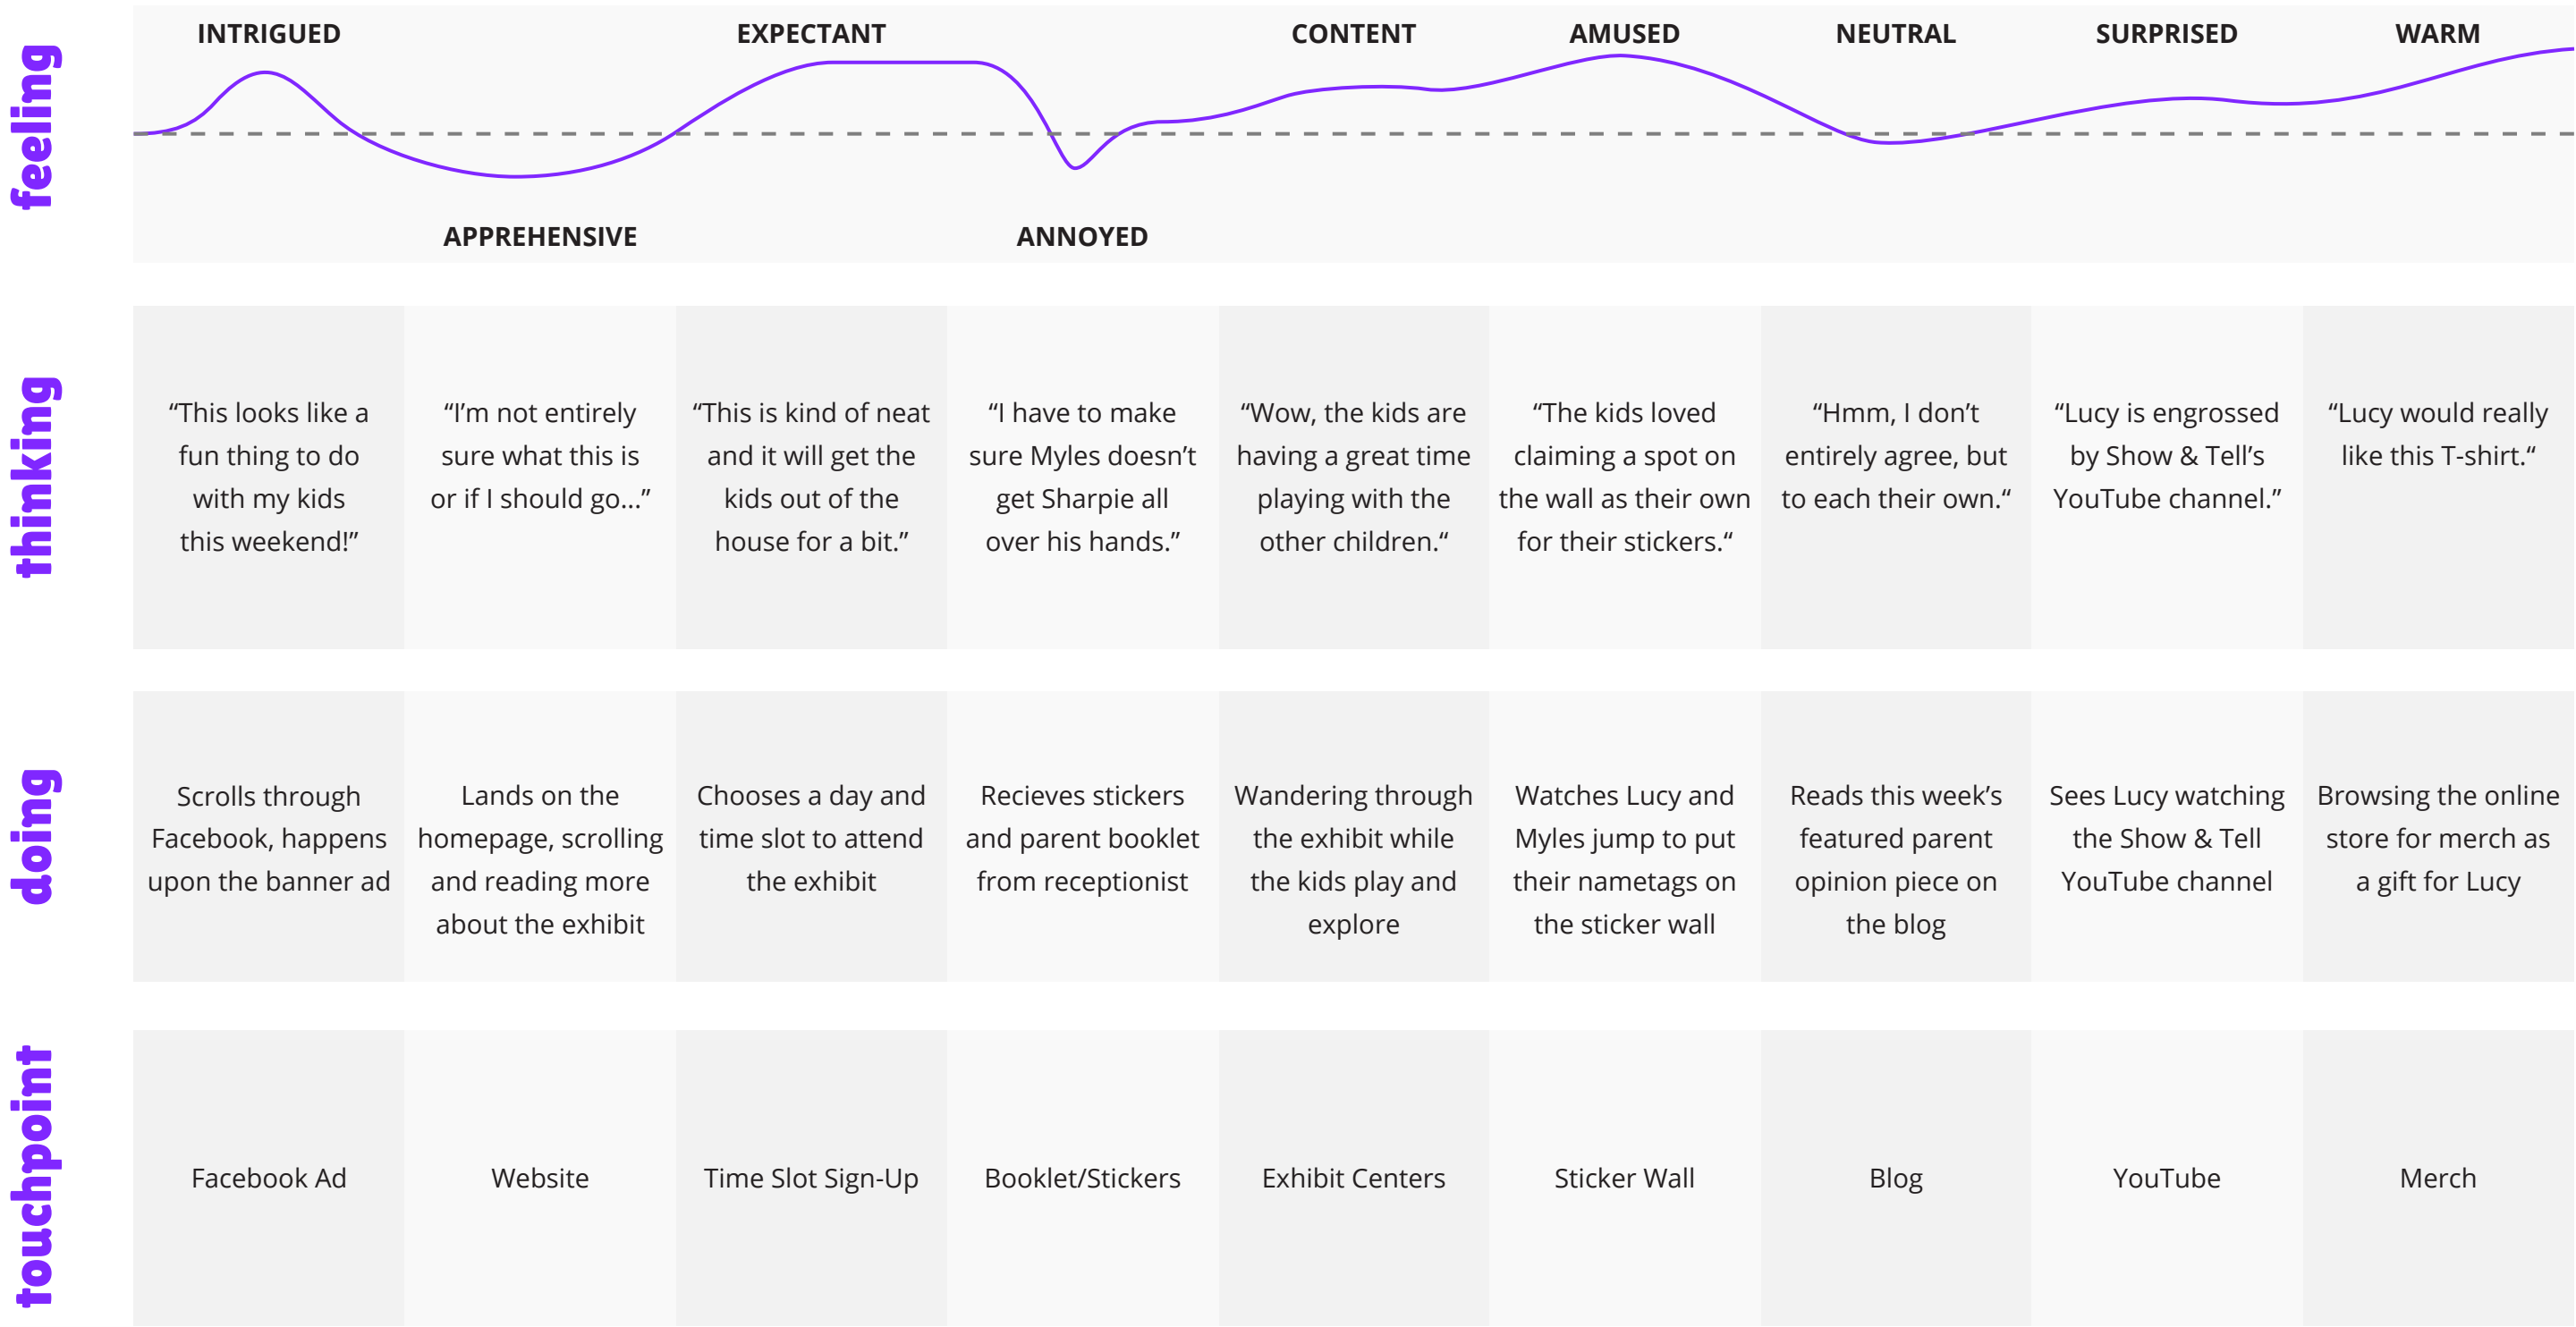 feeling
INTRIGUED
EXPECTANT
CONTENT
AMUSED
NEUTRAL
SURPRISED
WARM
APPREHENSIVE
ANNOYED
thinking
“This looks like a
fun thing to do
with my kids
this weekend!”
“I’m not entirely
sure what this is
or if I should go...”
“This is kind of neat
and it will get the
kids out of the
house for a bit.”
“I have to make
sure Myles doesn’t
get Sharpie all
over his hands.”
“Wow, the kids are
having a great time
playing with the
other children.“
“The kids loved
claiming a spot on
the wall as their own
for their stickers.“
“Hmm, I don’t
entirely agree, but
to each their own.“
“Lucy is engrossed
by Show & Tell’s
YouTube channel.”
“Lucy would really
like this T-shirt.“
doing
Scrolls through
Facebook, happens
upon the banner ad
Lands on the
homepage, scrolling
and reading more
about the exhibit
Chooses a day and
time slot to attend
the exhibit
Recieves stickers
and parent booklet
from receptionist
Wandering through
the exhibit while
the kids play and
explore
Watches Lucy and
Myles jump to put
their nametags on
the sticker wall
Reads this week’s
featured parent
opinion piece on
the blog
Sees Lucy watching
the Show & Tell
YouTube channel
Browsing the online
store for merch as
a gift for Lucy
touchpoint
Facebook Ad
Website
Time Slot Sign-Up
Booklet/Stickers
Exhibit Centers
Sticker Wall
Blog
YouTube
Merch